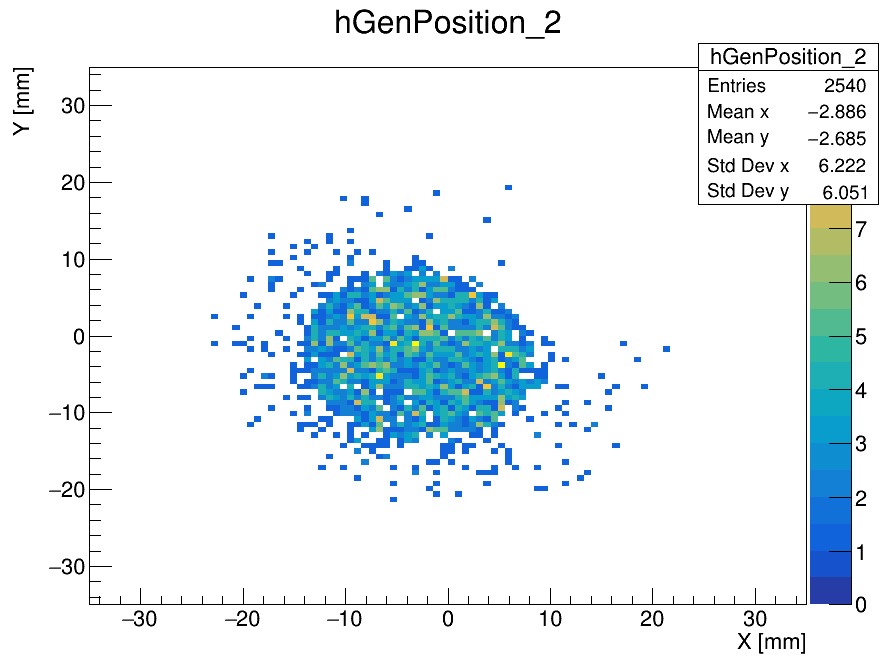 hGenPosition_2
hGenPosition_2
Entries 2540
Mean x −2.886
Mean y −2.685
Std Dev x 6.222
Std Dev y 6.051
Y [mm]
30
20
10
0
−10
−20
−30
−30 −20 −10 0 10 20 30
X [mm]
7
6
5
4
3
2
1
0